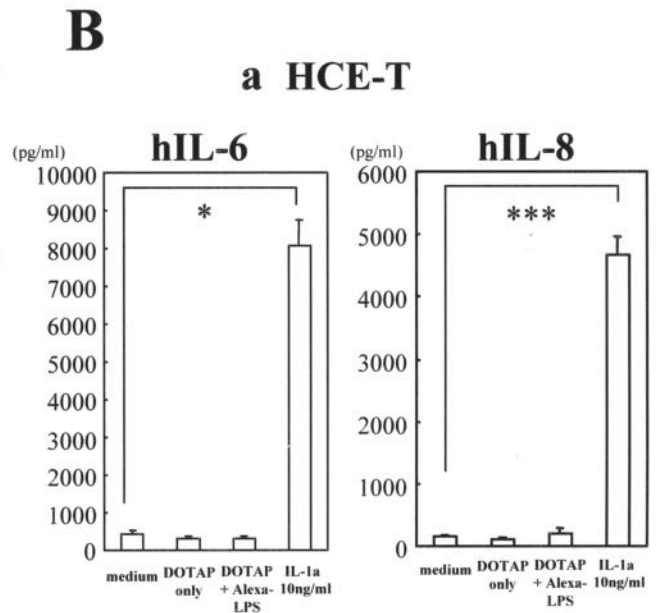 B
a HCE-T
hIL-6
(pg/ml)
10000
9000
8000
7000
6000
5000
4000
3000
2000
1000
0
*
medium
DOTAP only
DOTAP + Alexa- LPS
IL-1a 10ng/ml
hIL-8
(pg/ml)
6000
5000
4000
3000
2000
1000
0
***
medium
DOTAP only
DOTAP + Alexa- LPS
IL-1a 10ng/ml